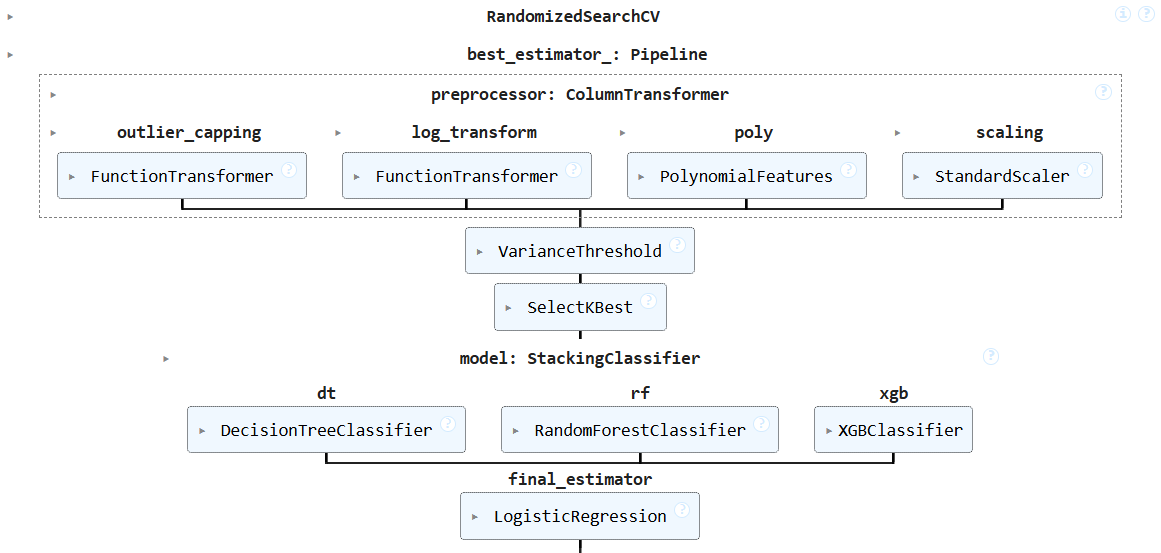 RandomizedSearchCV
best_estimator_: Pipeline
preprocessor: ColumnTransformer
outlier_capping log_transform poly scaling
FunctionTransformer ? FunctionTransformer ? PolynomialFeatures ? StandardScaler ?
VarianceThreshold ?
SelectKBest ?
model: StackingClassifier ?
dt rf xgb
DecisionTreeClassifier ? RandomForestClassifier ? XGBClassifier
final_estimator
LogisticRegression ?